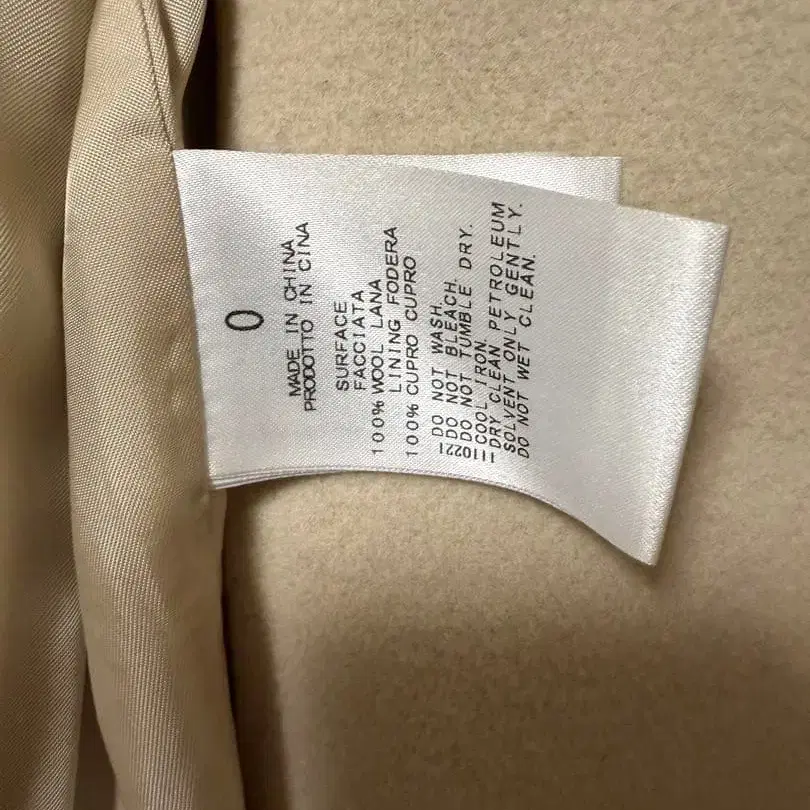 0
MADE IN CHINA
PRODOTTO IN CINA
SURFACE
FACCIATA
100% WOOL LANA
LINING FODERA
100% CUPRO CUPRO
DO NOT WASH.
DO NOT BLEACH.
DO NOT TUMBLE DRY.
COOL IRON.
DRY CLEAN PETROLEUM
SOLVENT ONLY GENTLY.
DO NOT WET CLEAN.
1110221